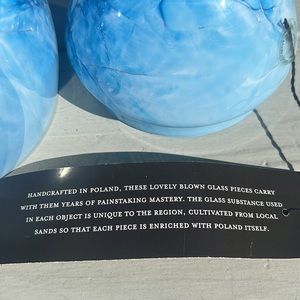 HANDCRAFTED IN POLAND, THESE LOVELY BLOWN GLASS PIECES CARRY
WITH THEM YEARS OF PAINSTAKING MASTERY. THE GLASS SUBSTANCE USED
IN EACH OBJECT IS UNIQUE TO THE REGION, CULTIVATED FROM LOCAL
SANDS SO THAT EACH PIECE IS ENRICHED WITH POLAND ITSELF.